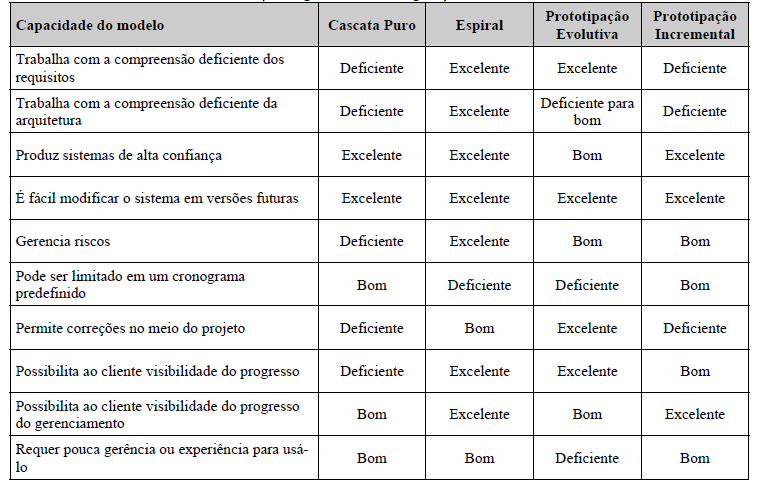 Capacidade do modelo Cascata Puro Espiral Prototipação Evolutiva Prototipação Incremental
Trabalha com a compreensão deficiente dos
requisitos
Deficiente Excelente Excelente Deficiente
Trabalha com a compreensão deficiente da
arquitetura
Deficiente Excelente Deficiente para bom Deficiente
Produz sistemas de alta confiança Excelente Excelente Bom Excelente
É fácil modificar o sistema em versões futuras Excelente Excelente Excelente Excelente
Gerencia riscos Deficiente Excelente Bom Bom
Pode ser limitado em um cronograma
predefinido
Bom Deficiente Deficiente Bom
Permite correções no meio do projeto Deficiente Bom Excelente Deficiente
Possibilita ao cliente visibilidade do progresso Deficiente Excelente Excelente Bom
Possibilita ao cliente visibilidade do progresso
do gerenciamento
Bom Excelente Bom Excelente
Requer pouca gerência ou experiência para usá-
lo
Bom Bom Deficiente Bom